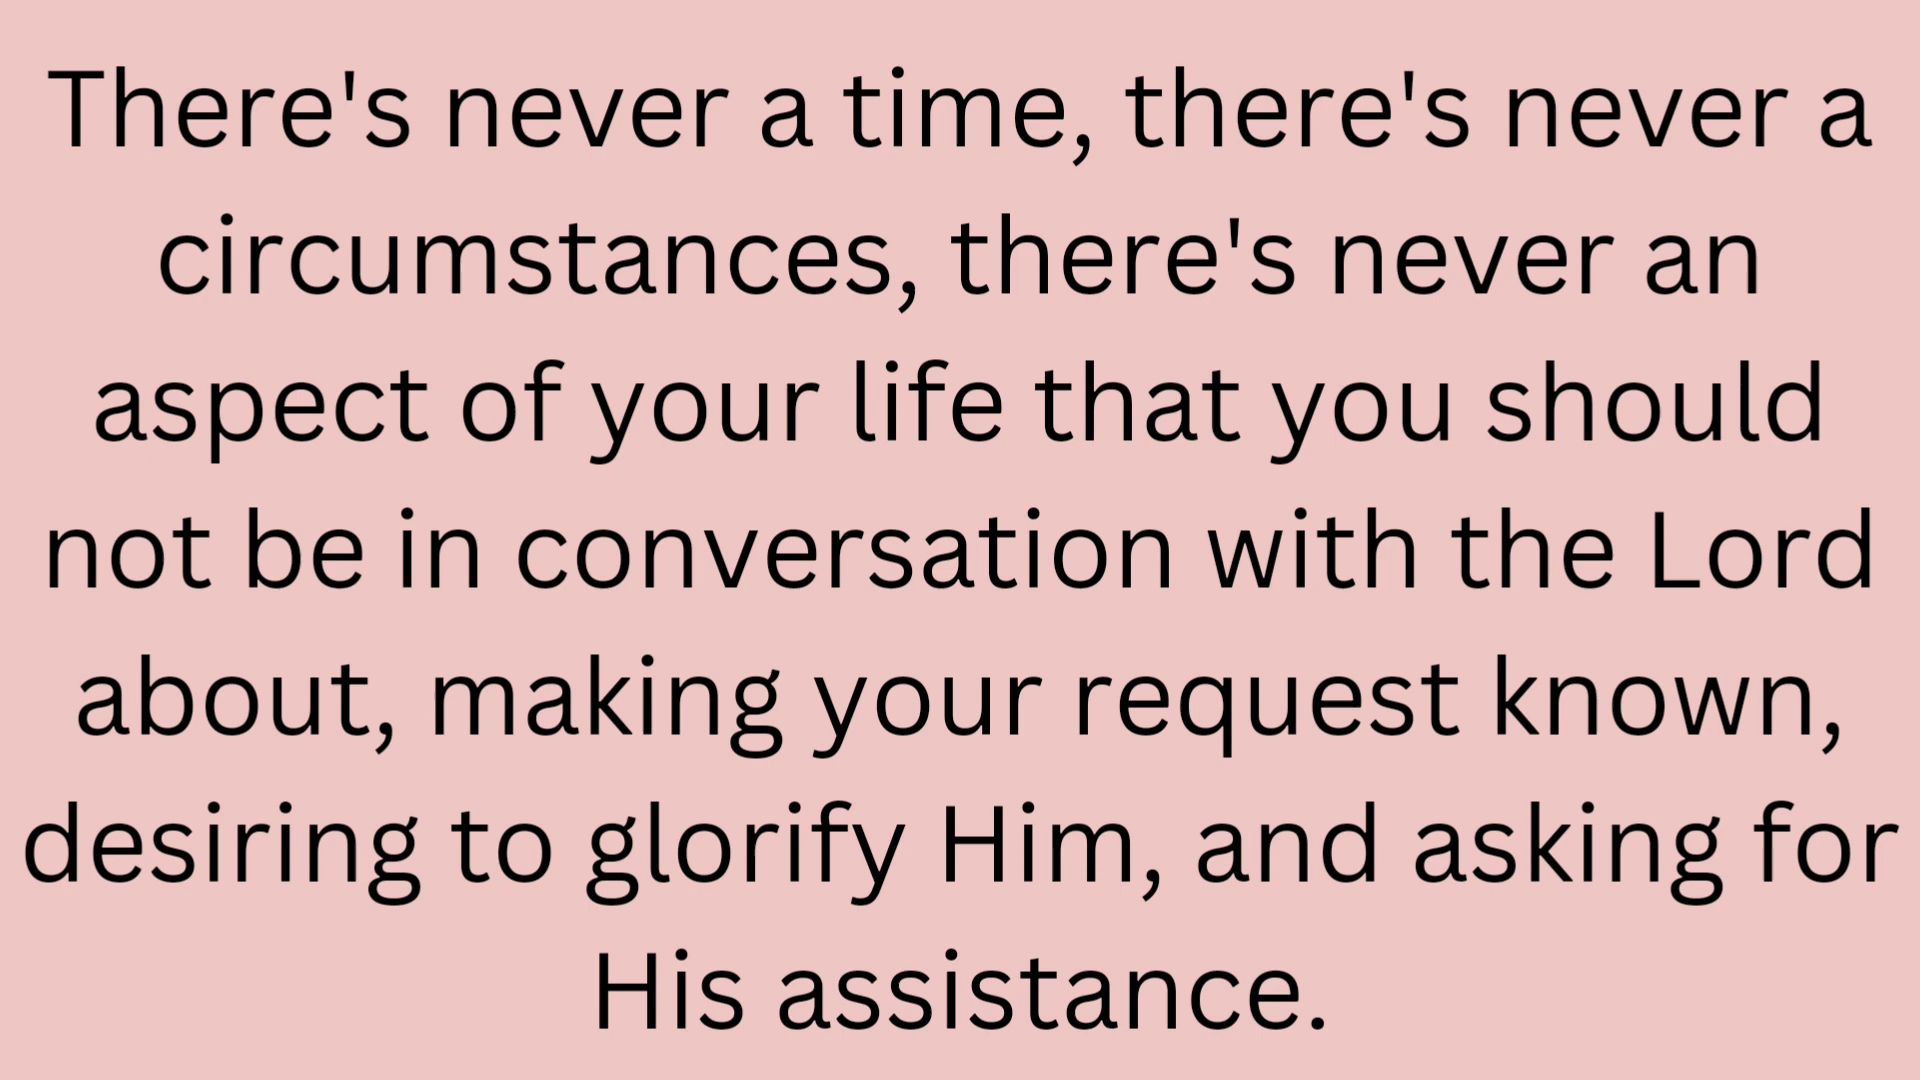 There's never a time, there's never a
circumstances, there's never an
aspect of your life that you should
not be in conversation with the Lord
about, making your request known,
desiring to glorify Him, and asking for
His assistance.